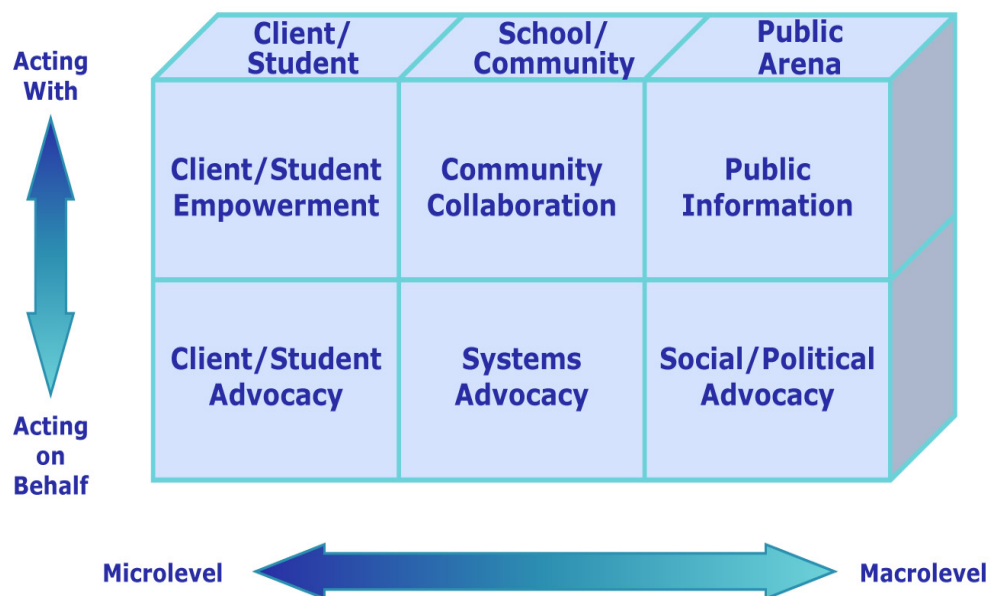 Client/
Student
School/
Community
Public
Arena
Acting
With
Client/Student
Empowerment
Community
Collaboration
Public
Information
Client/Student
Advocacy
Systems
Advocacy
Social/Political
Advocacy
Acting
on
Behalf
Microlevel
Macrolevel